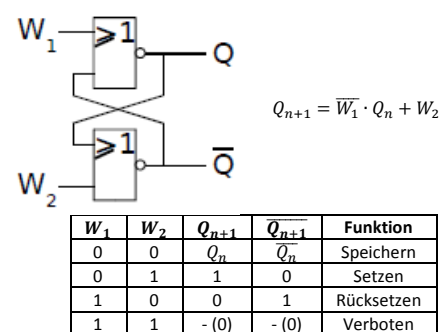 W₁ ≥1 Q
Qₙ₊₁ = W̅₁̅ · Qₙ + W₂
≥1 Q̅
W₂
W₁ W₂ Qₙ₊₁ Q̅ₙ₊₁ Funktion
0 0 Qₙ Q̅ₙ Speichern
0 1 1 0 Setzen
1 0 0 1 Rücksetzen
1 1 - (0) - (0) Verboten